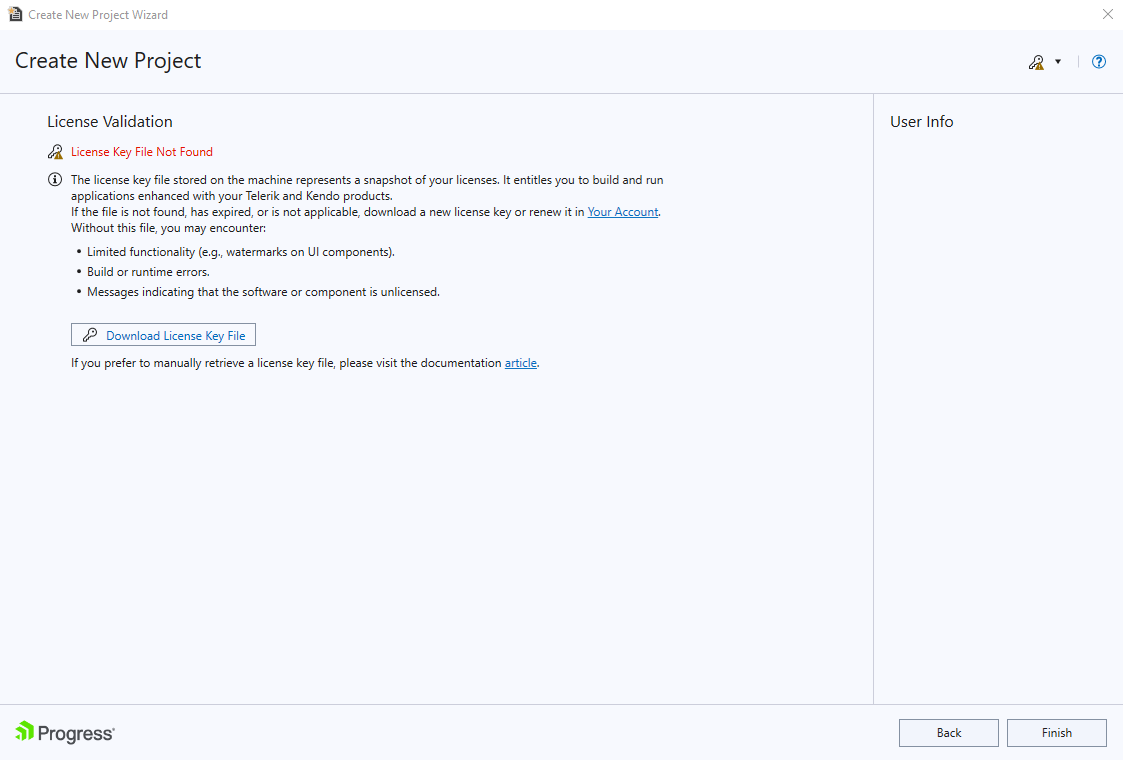 Create New Project Wizard
Create New Project
License Validation
License Key File Not Found
The license key file stored on the machine represents a snapshot of your licenses. It entitles you to build and run
applications enhanced with your Telerik and Kendo products.
If the file is not found, has expired, or is not applicable, download a new license key or renew it in Your Account.
Without this file, you may encounter:
• Limited functionality (e.g., watermarks on UI components).
• Build or runtime errors.
• Messages indicating that the software or component is unlicensed.
Download License Key File
If you prefer to manually retrieve a license key file, please visit the documentation article.
User Info
Progress
Back
Finish